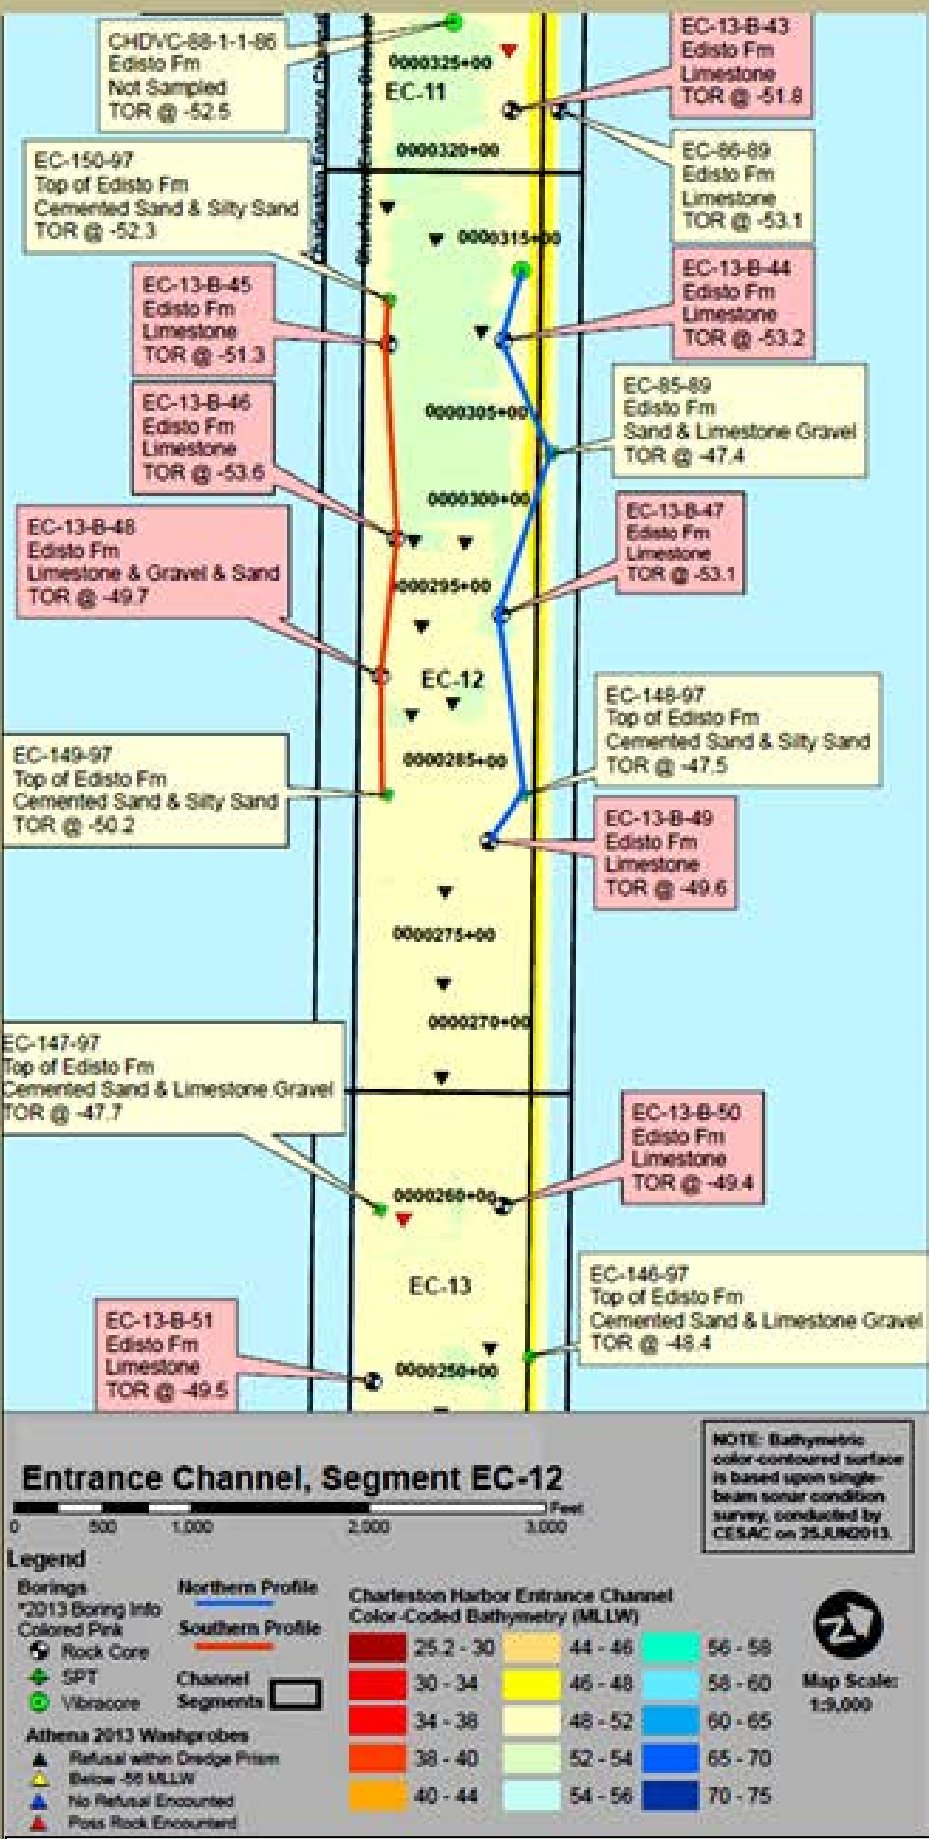 CHDVC-88-1-1-86
Edisto Fm
Not Sampled
TOR @ -52.5
0000325+00
EC-11
EC-13-B-43
Edisto Fm
Limestone
TOR @ -51.8
0000320+00
EC-86-89
Edisto Fm
Limestone
TOR @ -53.1
EC-150-97
Top of Edisto Fm
Cemented Sand & Silty Sand
TOR @ -52.3
Charleston Entrance Channel
Charleston Entrance Channel
0000315+00
EC-13-B-45
Edisto Fm
Limestone
TOR @ -51.3
EC-13-B-44
Edisto Fm
Limestone
TOR @ -53.2
EC-13-B-46
Edisto Fm
Limestone
TOR @ -53.6
0000305+00
EC-85-89
Edisto Fm
Sand & Limestone Gravel
TOR @ -47.4
0000300+00
EC-13-B-48
Edisto Fm
Limestone & Gravel & Sand
TOR @ -49.7
EC-13-B-47
Edisto Fm
Limestone
TOR @ -53.1
0000295+00
EC-12
EC-148-97
Top of Edisto Fm
Cemented Sand & Silty Sand
TOR @ -47.5
EC-149-97
Top of Edisto Fm
Cemented Sand & Silty Sand
TOR @ -50.2
0000285+00
EC-13-B-49
Edisto Fm
Limestone
TOR @ -49.6
0000275+00
0000270+00
EC-147-97
Top of Edisto Fm
Cemented Sand & Limestone Gravel
TOR @ -47.7
EC-13-B-50
Edisto Fm
Limestone
TOR @ -49.4
0000260+00
EC-13
EC-146-97
Top of Edisto Fm
Cemented Sand & Limestone Gravel
TOR @ -48.4
EC-13-B-51
Edisto Fm
Limestone
TOR @ -49.5
0000250+00
Entrance Channel, Segment EC-12
Feet
0 500 1,000 2,000 3,000
NOTE: Bathymetric
color-contoured surface
is based upon single-
beam sonar condition
survey, conducted by
CESAC on 25JUN2013.
Legend
Borings
*2013 Boring Info
Colored Pink
Rock Core
SPT
Vibracore
Northern Profile
Southern Profile
Channel
Segments
Athena 2013 Washprobes
Refusal within Dredge Prism
Below -56 MLLW
No Refusal Encounted
Poss Rock Encounterd
Charleston Harbor Entrance Channel
Color-Coded Bathymetry (MLLW)
25.2 - 30
30 - 34
34 - 38
38 - 40
40 - 44
44 - 46
46 - 48
48 - 52
52 - 54
54 - 56
56 - 58
58 - 60
60 - 65
65 - 70
70 - 75
Map Scale:
1:9,000